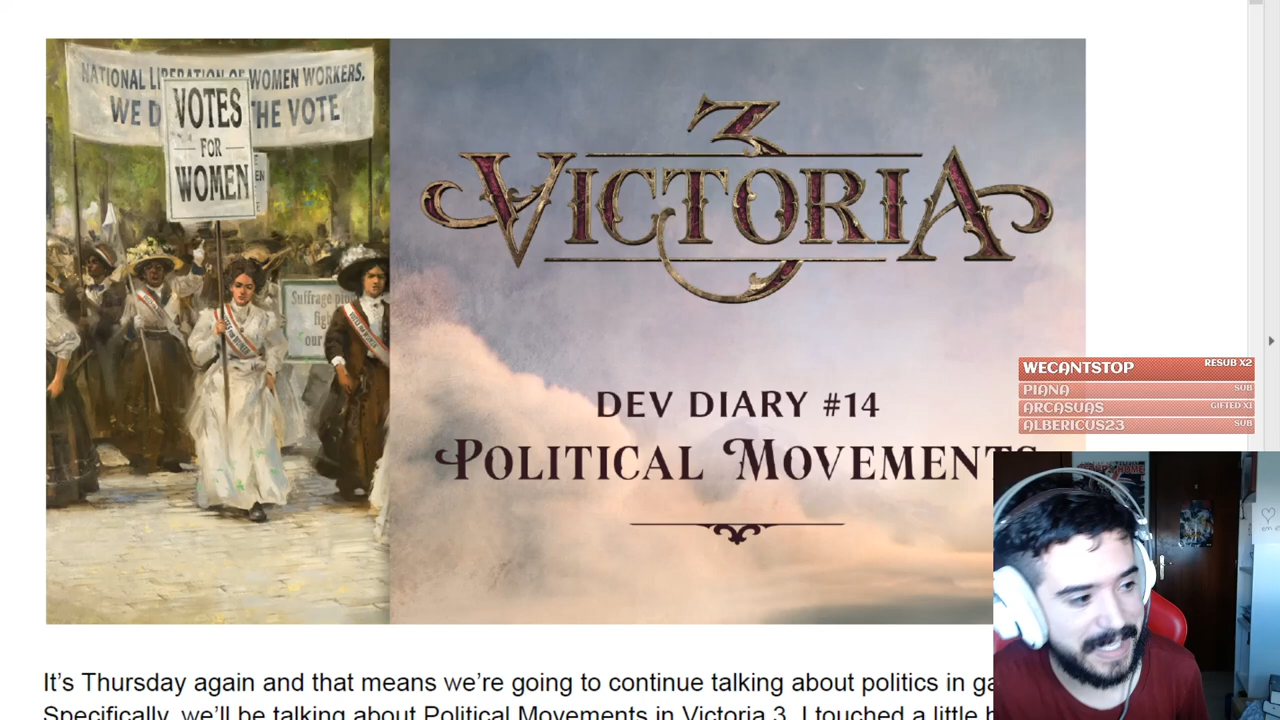 NATIONAL LIBERATION OF WOMEN WORKERS.
WE D THE VOTE
VOTES
FOR
WOMEN
EN
Suffrage
our
3
VICTORIA
DEV DIARY #14
POLITICAL MOVEMENTS
WECANTSTOP RESUB X2
PIANA SUB
ARCASUAS GIFTED X1
ALBERICUS23 SUB
It's Thursday again and that means we're going to continue talking about politics in ga
Specifically, we'll be talking about Political Movements in Victoria 3. I touched a little